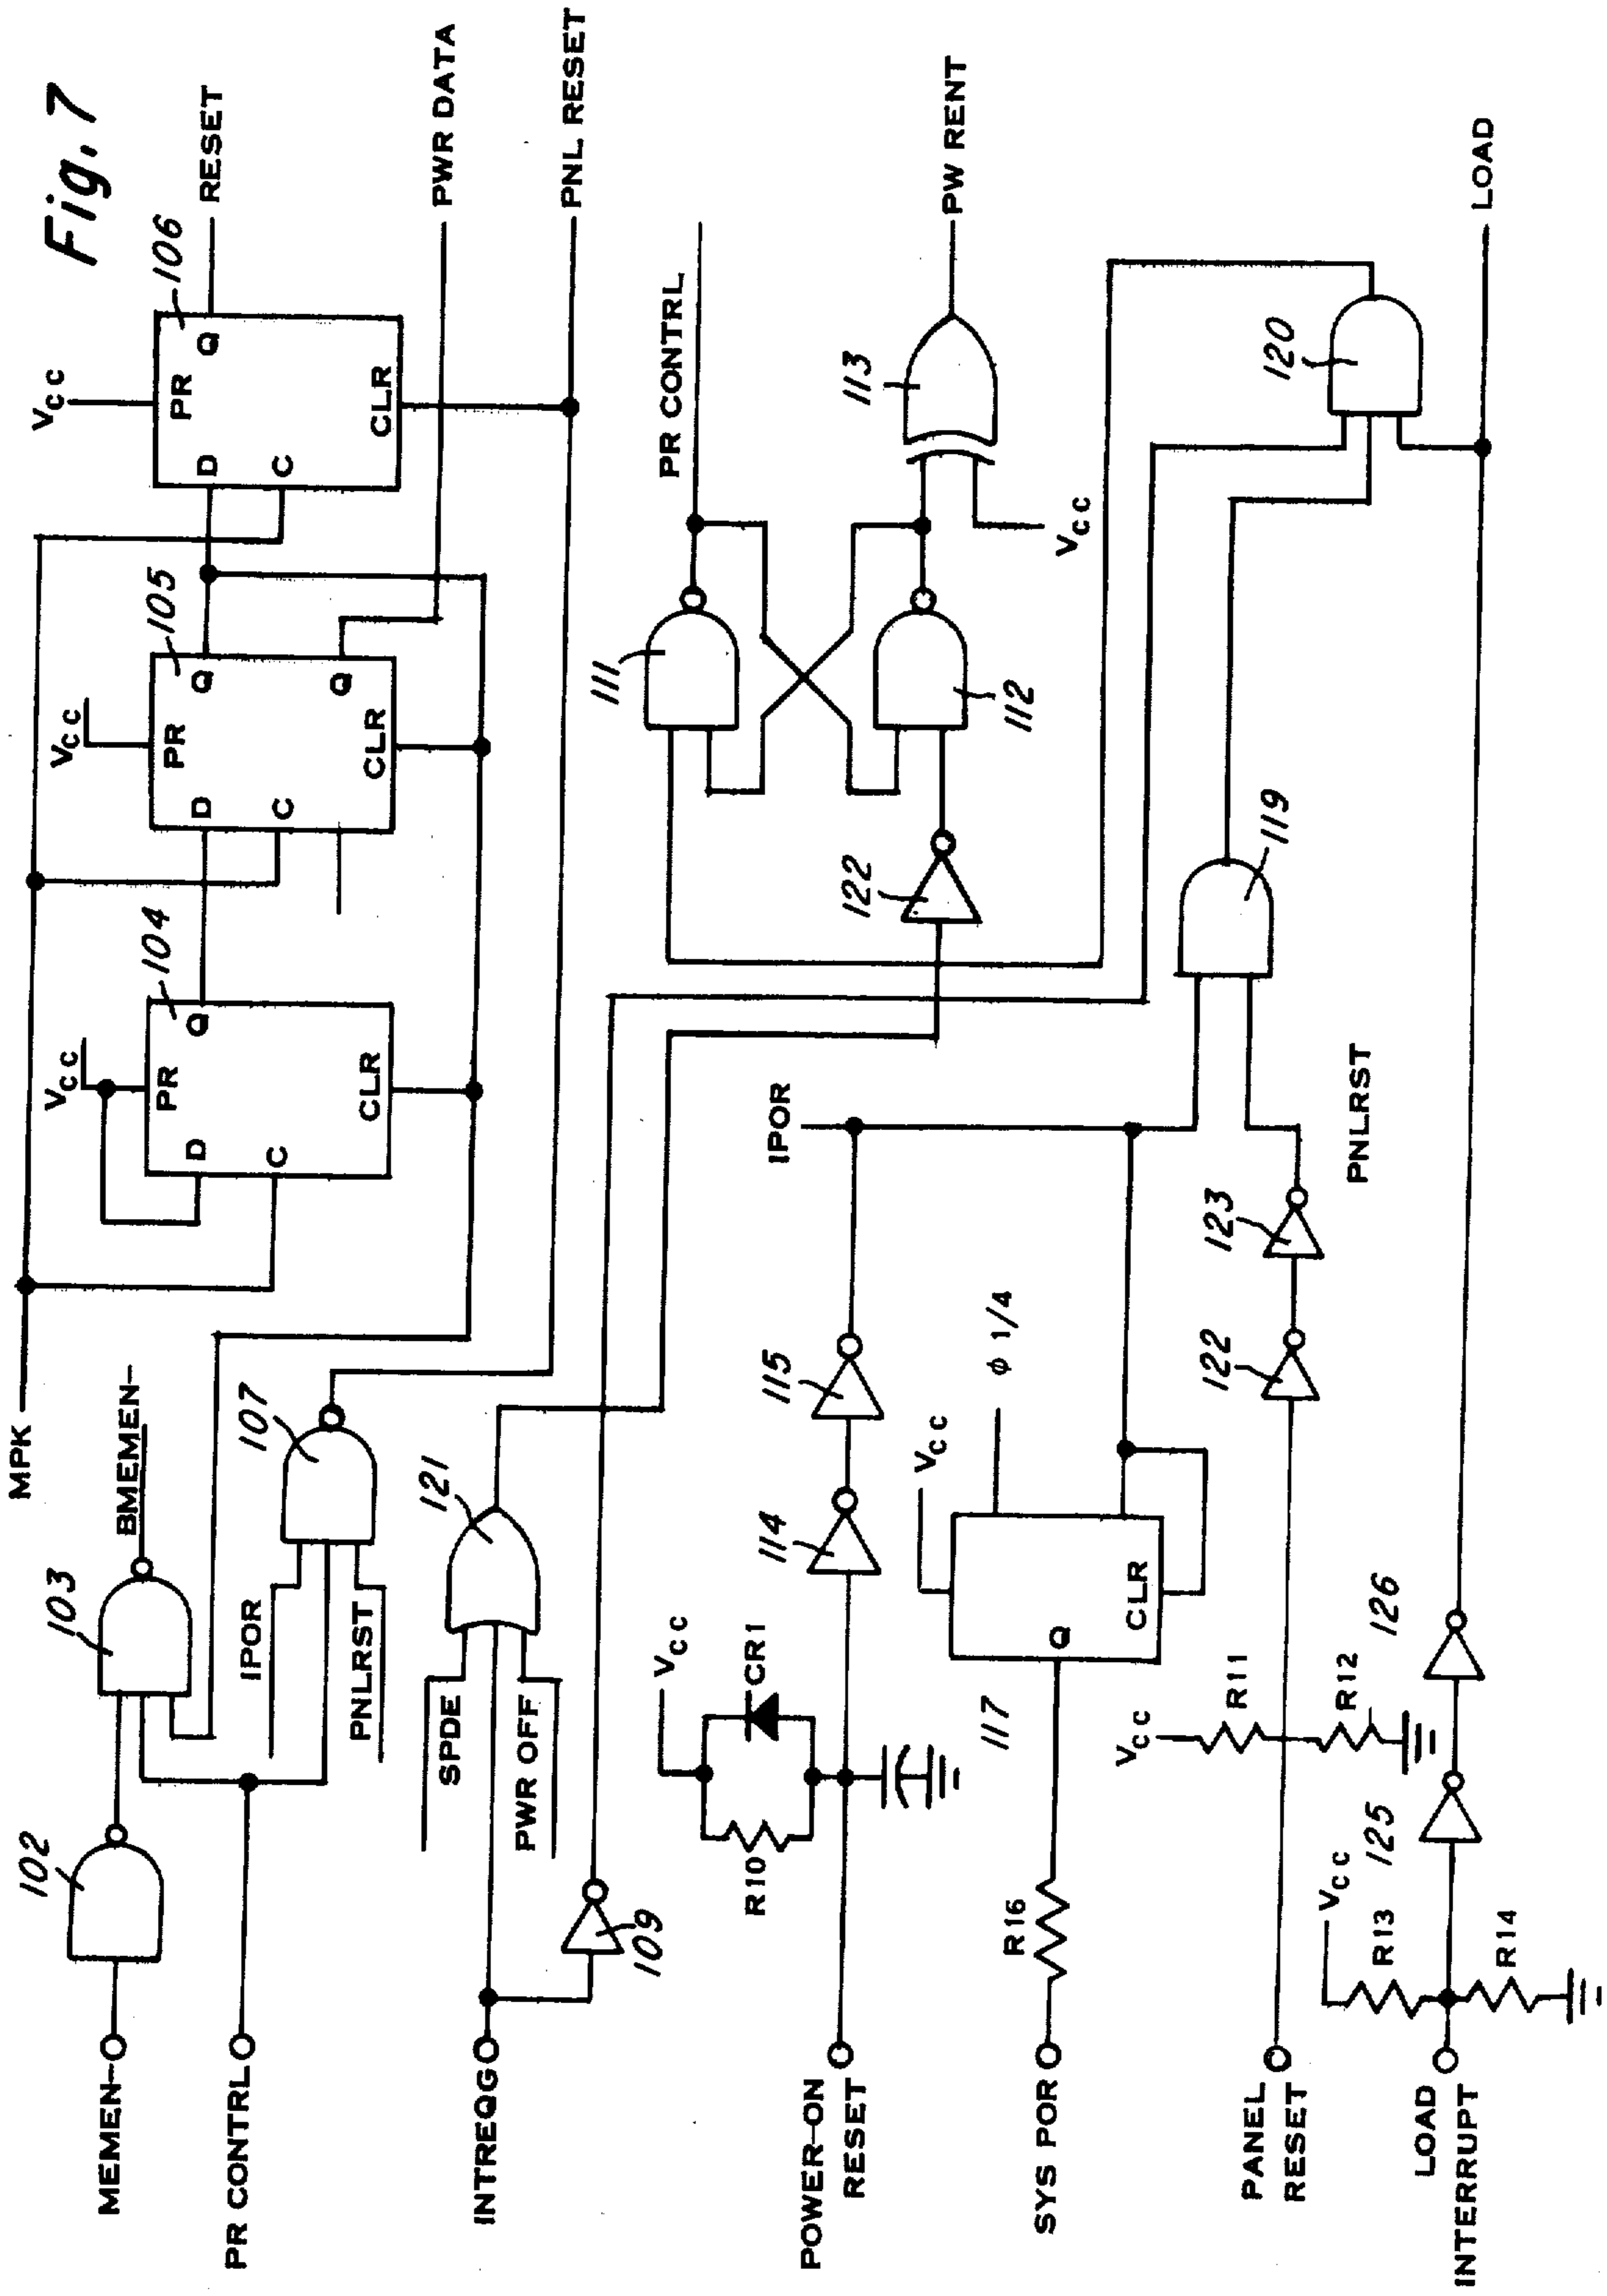 Fig. 7
MPK
VCC
VCC
VCC
PR
D
Q
C
CLR
104
PR
D
Q
C
Q
CLR
105
PR
D
Q
C
CLR
106
RESET
PWR DATA
PNL RESET
MEMEN-
102
103
BMEMEN-
PR CONTRL
IPOR
PNLRST
107
INTREQG
SPDE
PWR OFF
121
109
111
PR CONTRL
112
122
113
VCC
PW RENT
POWER-ON
RESET
R10
VCC
CR1
114
115
IPOR
SYS POR
R16
117
VCC
Q
CLR
φ 1/4
119
120
PANEL
RESET
VCC
R11
R12
122
123
PNLRST
LOAD
INTERRUPT
VCC
R13
R14
125
126
LOAD